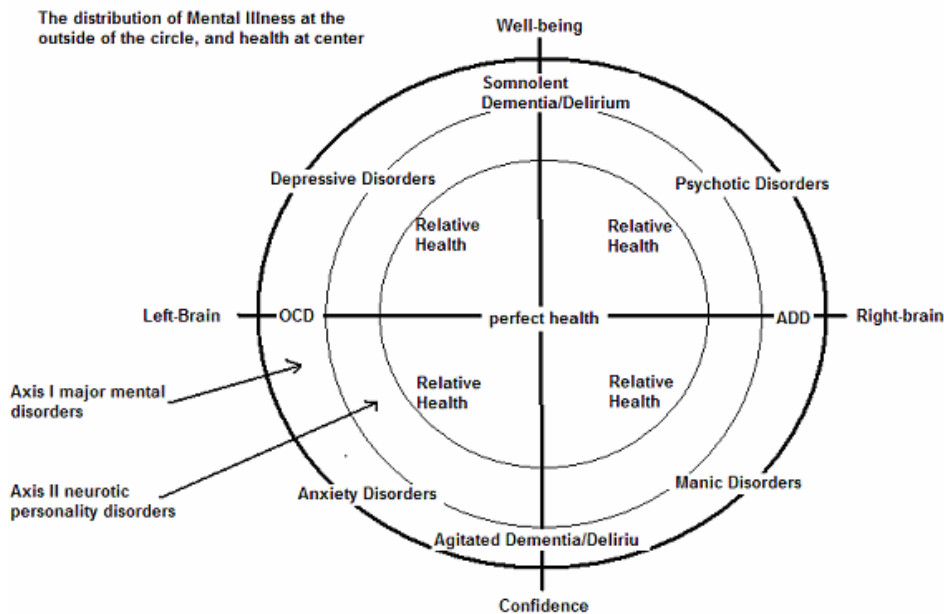 The distribution of Mental Illness at the
outside of the circle, and health at center
Well-being
Somnolent
Dementia/Delirium
Depressive Disorders
Psychotic Disorders
Relative
Health
Relative
Health
Left-Brain
OCD
perfect health
ADD
Right-brain
Axis I major mental
disorders
Relative
Health
Relative
Health
Axis II neurotic
personality disorders
Anxiety Disorders
Manic Disorders
Agitated Dementia/Deliriu
Confidence